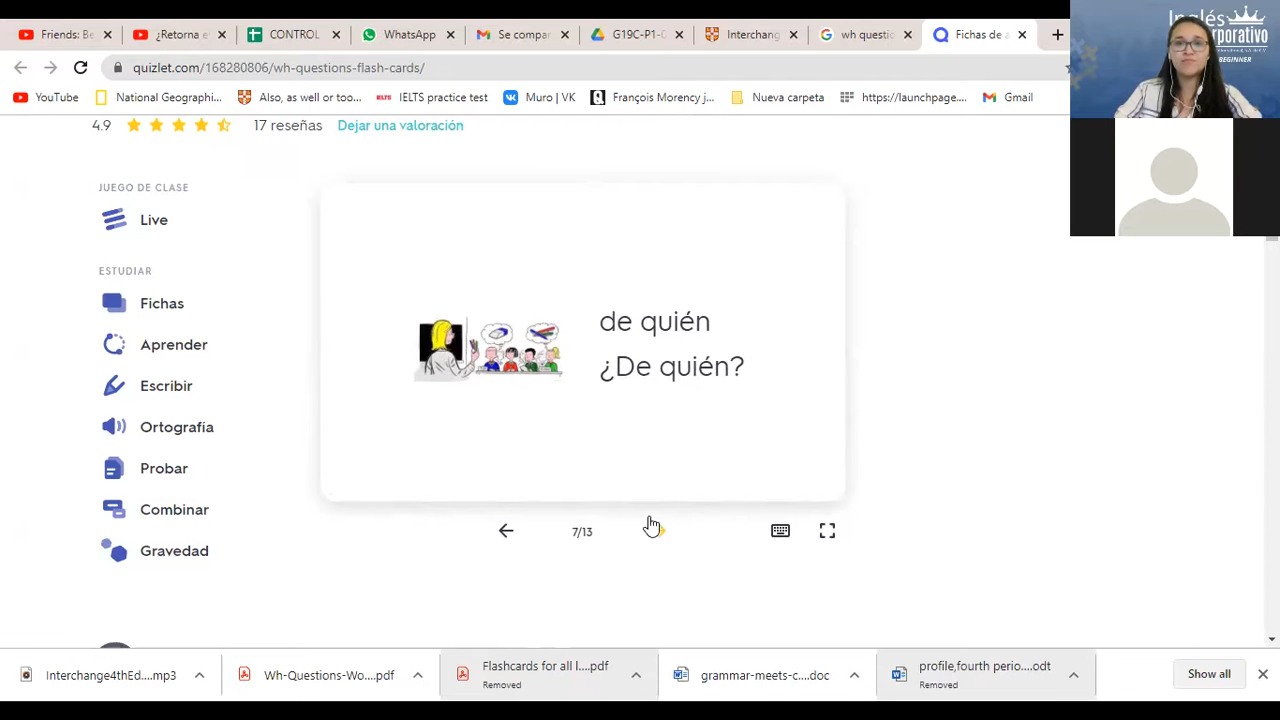 Friends: Be
¿Retorna e
CONTROL
WhatsApp
Se compa
G19C-P1-
Interchang
wh questio
Fichas de a
quizlet.com/168280806/wh-questions-flash-cards/
YouTube
National Geographi...
Also, as well or too...
IELTS
IELTS practice test
Muro | VK
François Morency j...
Nueva carpeta
https://launchpage....
Gmail
Inglés
BEGINNER
4.9
17 reseñas
Dejar una valoración
JUEGO DE CLASE
Live
ESTUDIAR
Fichas
Aprender
Escribir
Ortografía
Probar
Combinar
Gravedad
de quién
¿De quién?
7/13
Interchange4thEd....mp3
Wh-Questions-Wo....pdf
Flashcards for all l....pdf
Removed
grammar-meets-c....doc
profile,fourth perio....odt
Removed
Show all